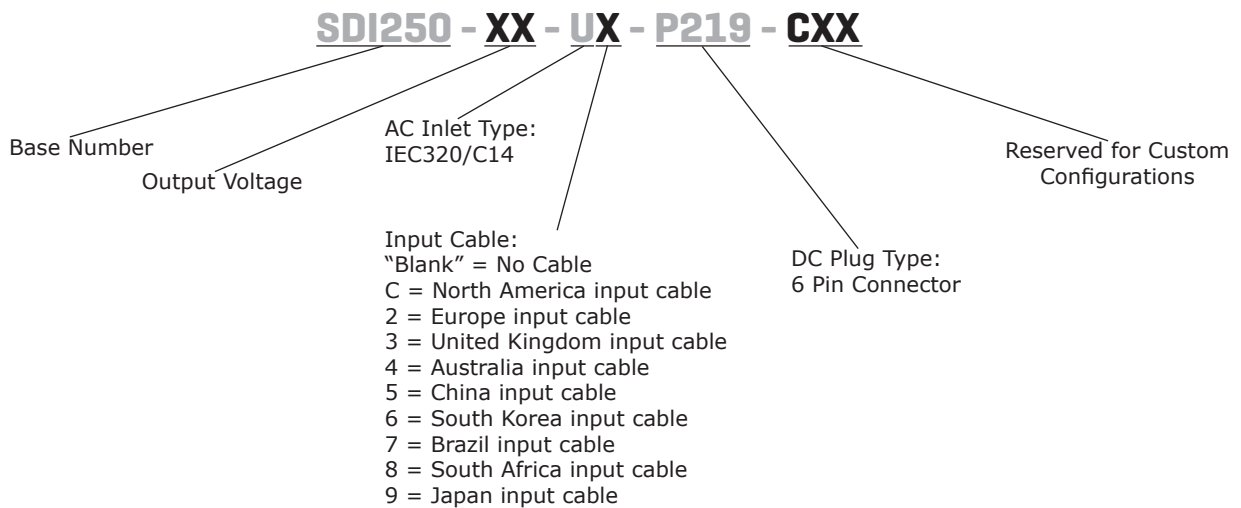 SDI250 - XX - UX - P219 - CXX
Base Number
Output Voltage
AC Inlet Type:
IEC320/C14
Input Cable:
“Blank” = No Cable
C = North America input cable
2 = Europe input cable
3 = United Kingdom input cable
4 = Australia input cable
5 = China input cable
6 = South Korea input cable
7 = Brazil input cable
8 = South Africa input cable
9 = Japan input cable
DC Plug Type:
6 Pin Connector
Reserved for Custom
Configurations